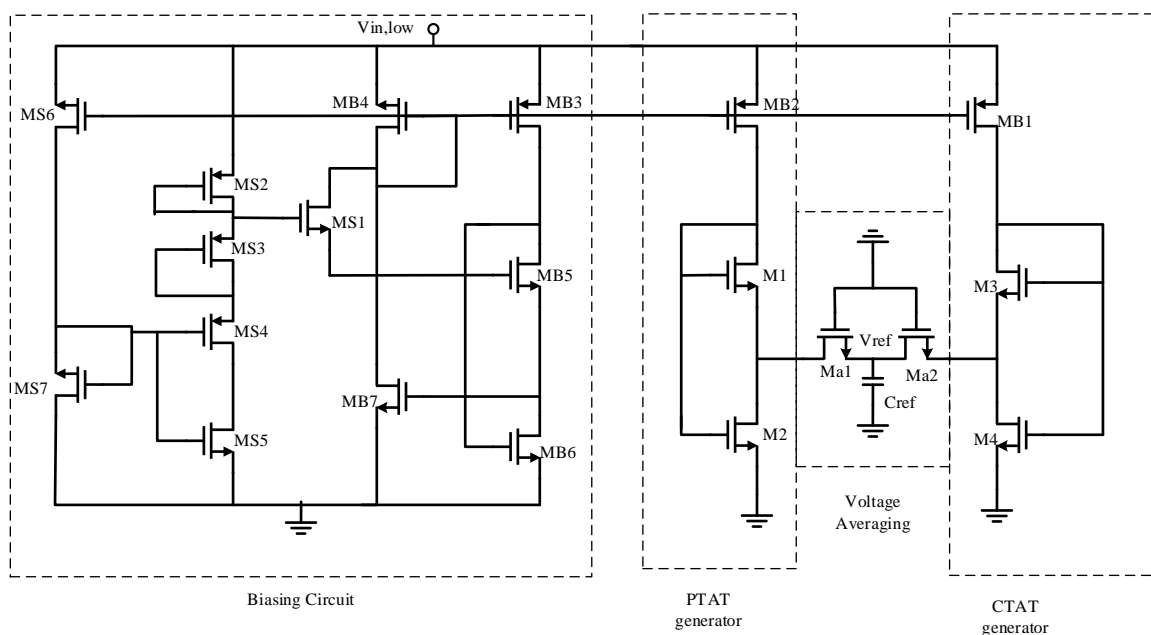 Vin,low
MS6
MB4
MB3
MB2
MB1
MS2
MS1
MS3
MB5
M1
M3
MS4
Vref
MS7
Ma1
Ma2
MB7
Cref
MS5
MB6
M2
M4
Voltage
Averaging
Biasing Circuit
PTAT
generator
CTAT
generator